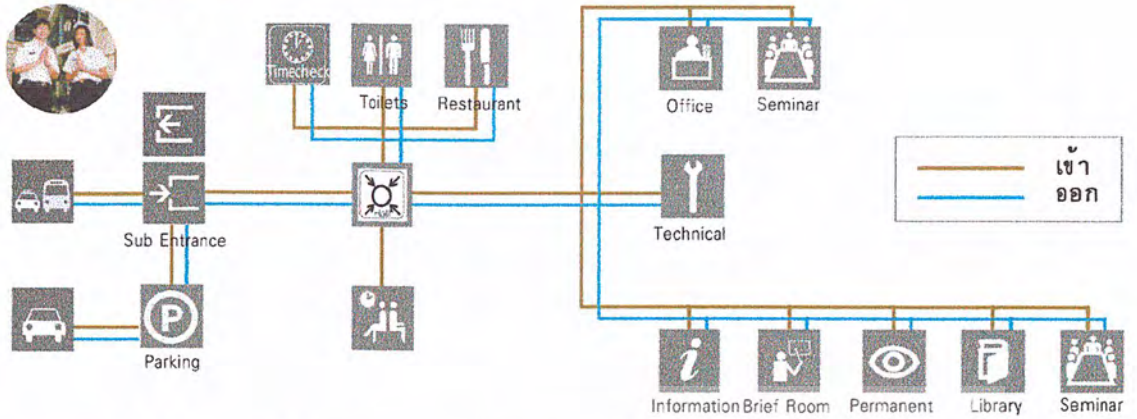 Timecheck
Toilets
Restaurant
Office
Seminar
เข้า
ออก
Hall
Sub Entrance
Technical
P
Parking
Information
Brief Room
Permanent
Library
Seminar